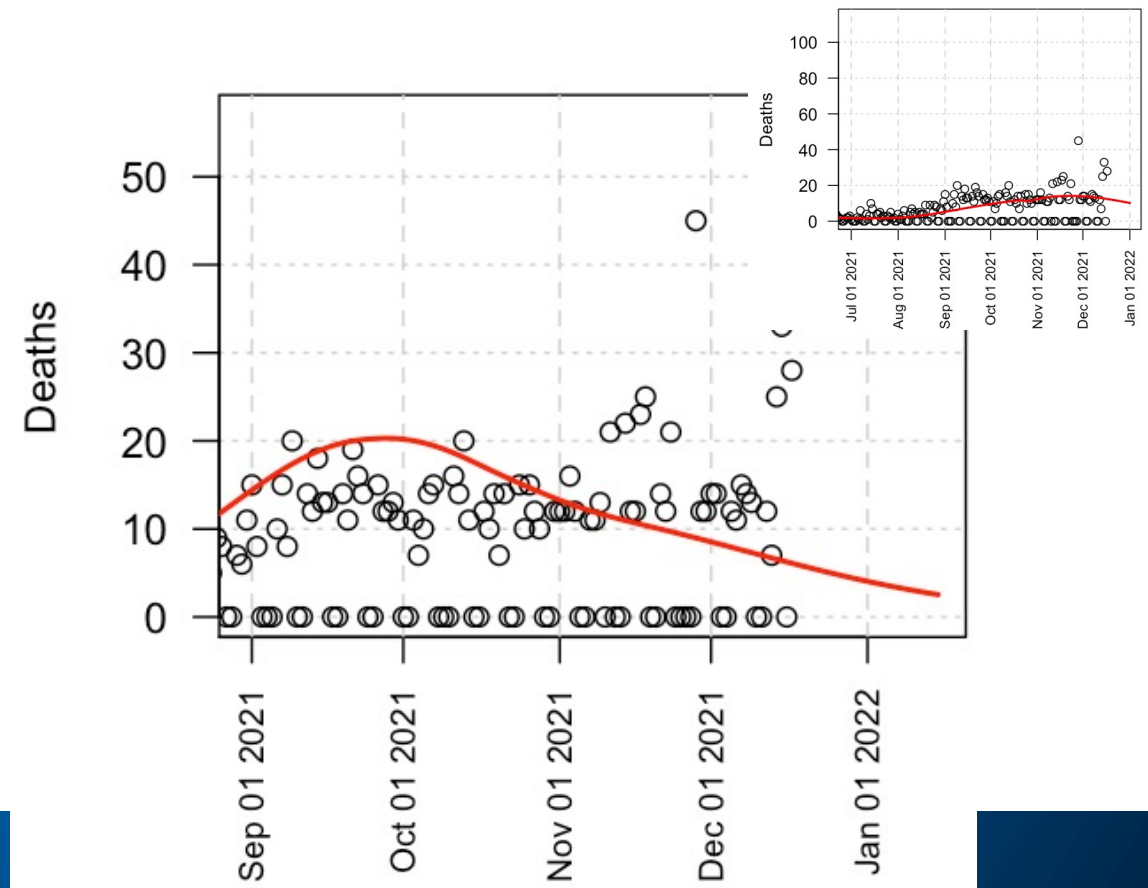 Deaths
50
40
30
20
10
0
Sep 01 2021
Oct 01 2021
Nov 01 2021
Dec 01 2021
Jan 01 2022
Deaths
100
80
60
40
20
0
Jul 01 2021
Aug 01 2021
Sep 01 2021
Oct 01 2021
Nov 01 2021
Dec 01 2021
Jan 01 2022